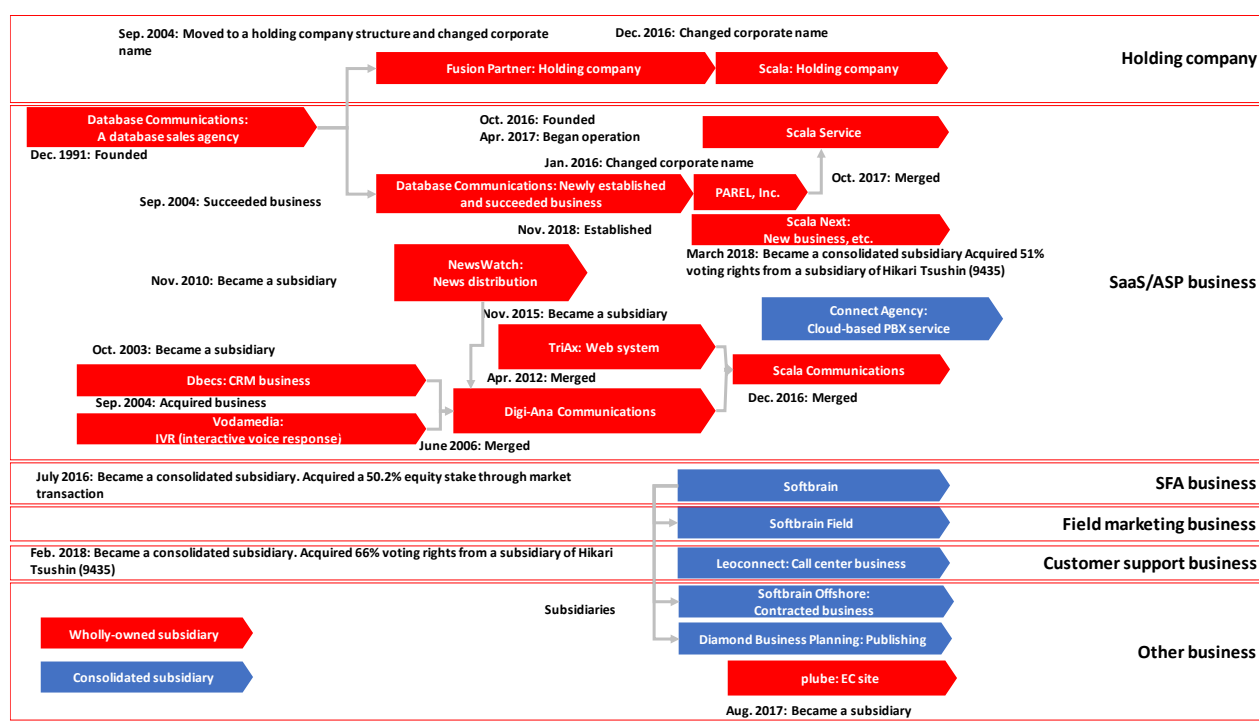 Sep. 2004: Moved to a holding company structure and changed corporate
name
Dec. 2016: Changed corporate name
Holding company
Fusion Partner: Holding company
Scala: Holding company
Database Communications:
A database sales agency
Dec. 1991: Founded
Oct. 2016: Founded
Apr. 2017: Began operation
Scala Service
Jan. 2016: Changed corporate name
Oct. 2017: Merged
Database Communications: Newly established
and succeeded business
PAREL, Inc.
Sep. 2004: Succeeded business
Nov. 2018: Established
Scala Next:
New business, etc.
March 2018: Became a consolidated subsidiary Acquired 51%
voting rights from a subsidiary of Hikari Tsushin (9435)
SaaS/ASP business
NewsWatch:
News distribution
Nov. 2010: Became a subsidiary
Connect Agency:
Cloud-based PBX service
Nov. 2015: Became a subsidiary
TriAx: Web system
Oct. 2003: Became a subsidiary
Dbecs: CRM business
Apr. 2012: Merged
Scala Communications
Dec. 2016: Merged
Sep. 2004: Acquired business
Vodamedia:
IVR (interactive voice response)
Digi-Ana Communications
June 2006: Merged
July 2016: Became a consolidated subsidiary. Acquired a 50.2% equity stake through market
transaction
Softbrain
SFA business
Softbrain Field
Field marketing business
Feb. 2018: Became a consolidated subsidiary. Acquired 66% voting rights from a subsidiary of Hikari
Tsushin (9435)
Leoconnect: Call center business
Customer support business
Subsidiaries
Softbrain Offshore:
Contracted business
Diamond Business Planning: Publishing
Other business
Wholly-owned subsidiary
Consolidated subsidiary
plube: EC site
Aug. 2017: Became a subsidiary